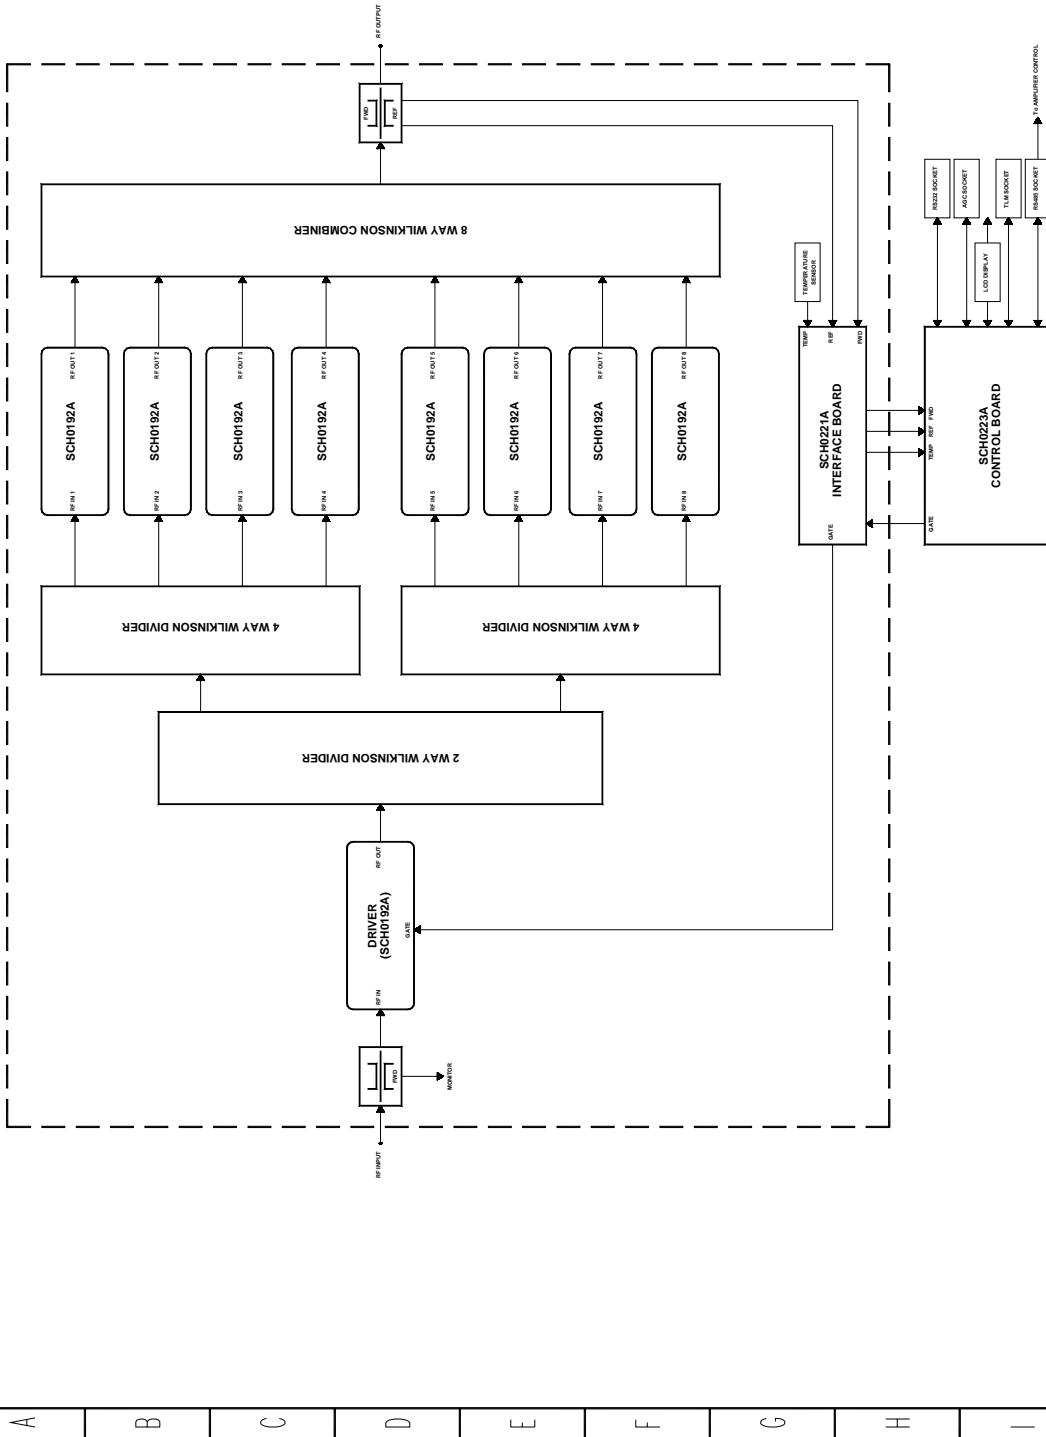 RF OUTPUT
FWD
REF
8 WAY WILKINSON COMBINER
RF OUT 1
SCH0192A
RF IN 1
RF OUT 2
SCH0192A
RF IN 2
RF OUT 3
SCH0192A
RF IN 3
RF OUT 4
SCH0192A
RF IN 4
RF OUT 5
SCH0192A
RF IN 5
RF OUT 6
SCH0192A
RF IN 6
RF OUT 7
SCH0192A
RF IN 7
RF OUT 8
SCH0192A
RF IN 8
4 WAY WILKINSON DIVIDER
4 WAY WILKINSON DIVIDER
2 WAY WILKINSON DIVIDER
RF OUT
DRIVER
(SCH0192A)
GATE
RF IN
FWD
MONITOR
RF INPUT
TEMPERATURE
SENSOR
TEMP
REF
FWD
SCH0221A
INTERFACE BOARD
GATE
FWD
REF
TEMP
GATE
SCH0223A
CONTROL BOARD
RS232 SOCKET
AGC SOCKET
LCD DISPLAY
TLM SOCKET
RS485 SOCKET
To AMPLIFIER CONTROL
A
B
C
D
E
F
G
H
I